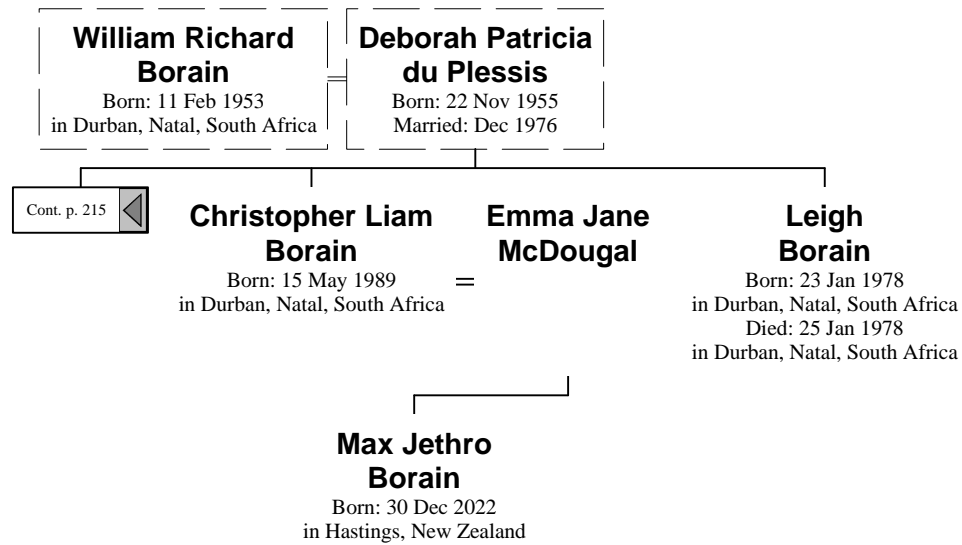 William Richard
Borain
Born: 11 Feb 1953
in Durban, Natal, South Africa
Deborah Patricia
du Plessis
Born: 22 Nov 1955
Married: Dec 1976
=
Cont. p. 215
Christopher Liam
Borain
Born: 15 May 1989
in Durban, Natal, South Africa
=
Emma Jane
McDougal
Leigh
Borain
Born: 23 Jan 1978
in Durban, Natal, South Africa
Died: 25 Jan 1978
in Durban, Natal, South Africa
Max Jethro
Borain
Born: 30 Dec 2022
in Hastings, New Zealand